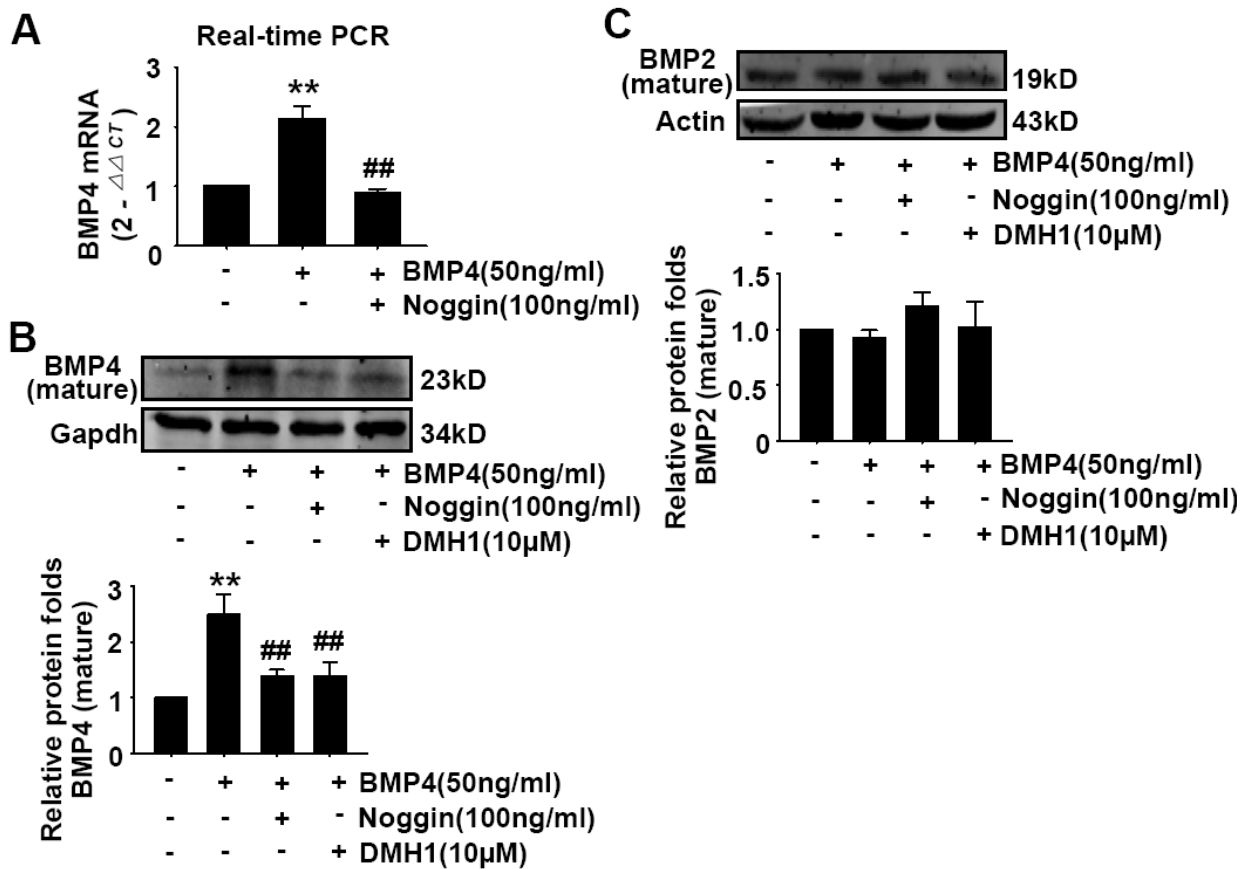 A
Real-time PCR
BMP4 mRNA
(2 - △△CT)
3
2
1
0
**
##
- + + BMP4(50ng/ml)
- - + Noggin(100ng/ml)
B
BMP4
(mature)
23kD
Gapdh
34kD
- + + + BMP4(50ng/ml)
- - + - Noggin(100ng/ml)
- - - + DMH1(10μM)
Relative protein folds
BMP4 (mature)
3
2
1
0
**
##
##
- + + + BMP4(50ng/ml)
- - + - Noggin(100ng/ml)
- - - + DMH1(10μM)
C
BMP2
(mature)
19kD
Actin
43kD
- + + + BMP4(50ng/ml)
- - + - Noggin(100ng/ml)
- - - + DMH1(10μM)
Relative protein folds
BMP2 (mature)
1.5
1.0
0.5
0
- + + + BMP4(50ng/ml)
- - + - Noggin(100ng/ml)
- - - + DMH1(10μM)